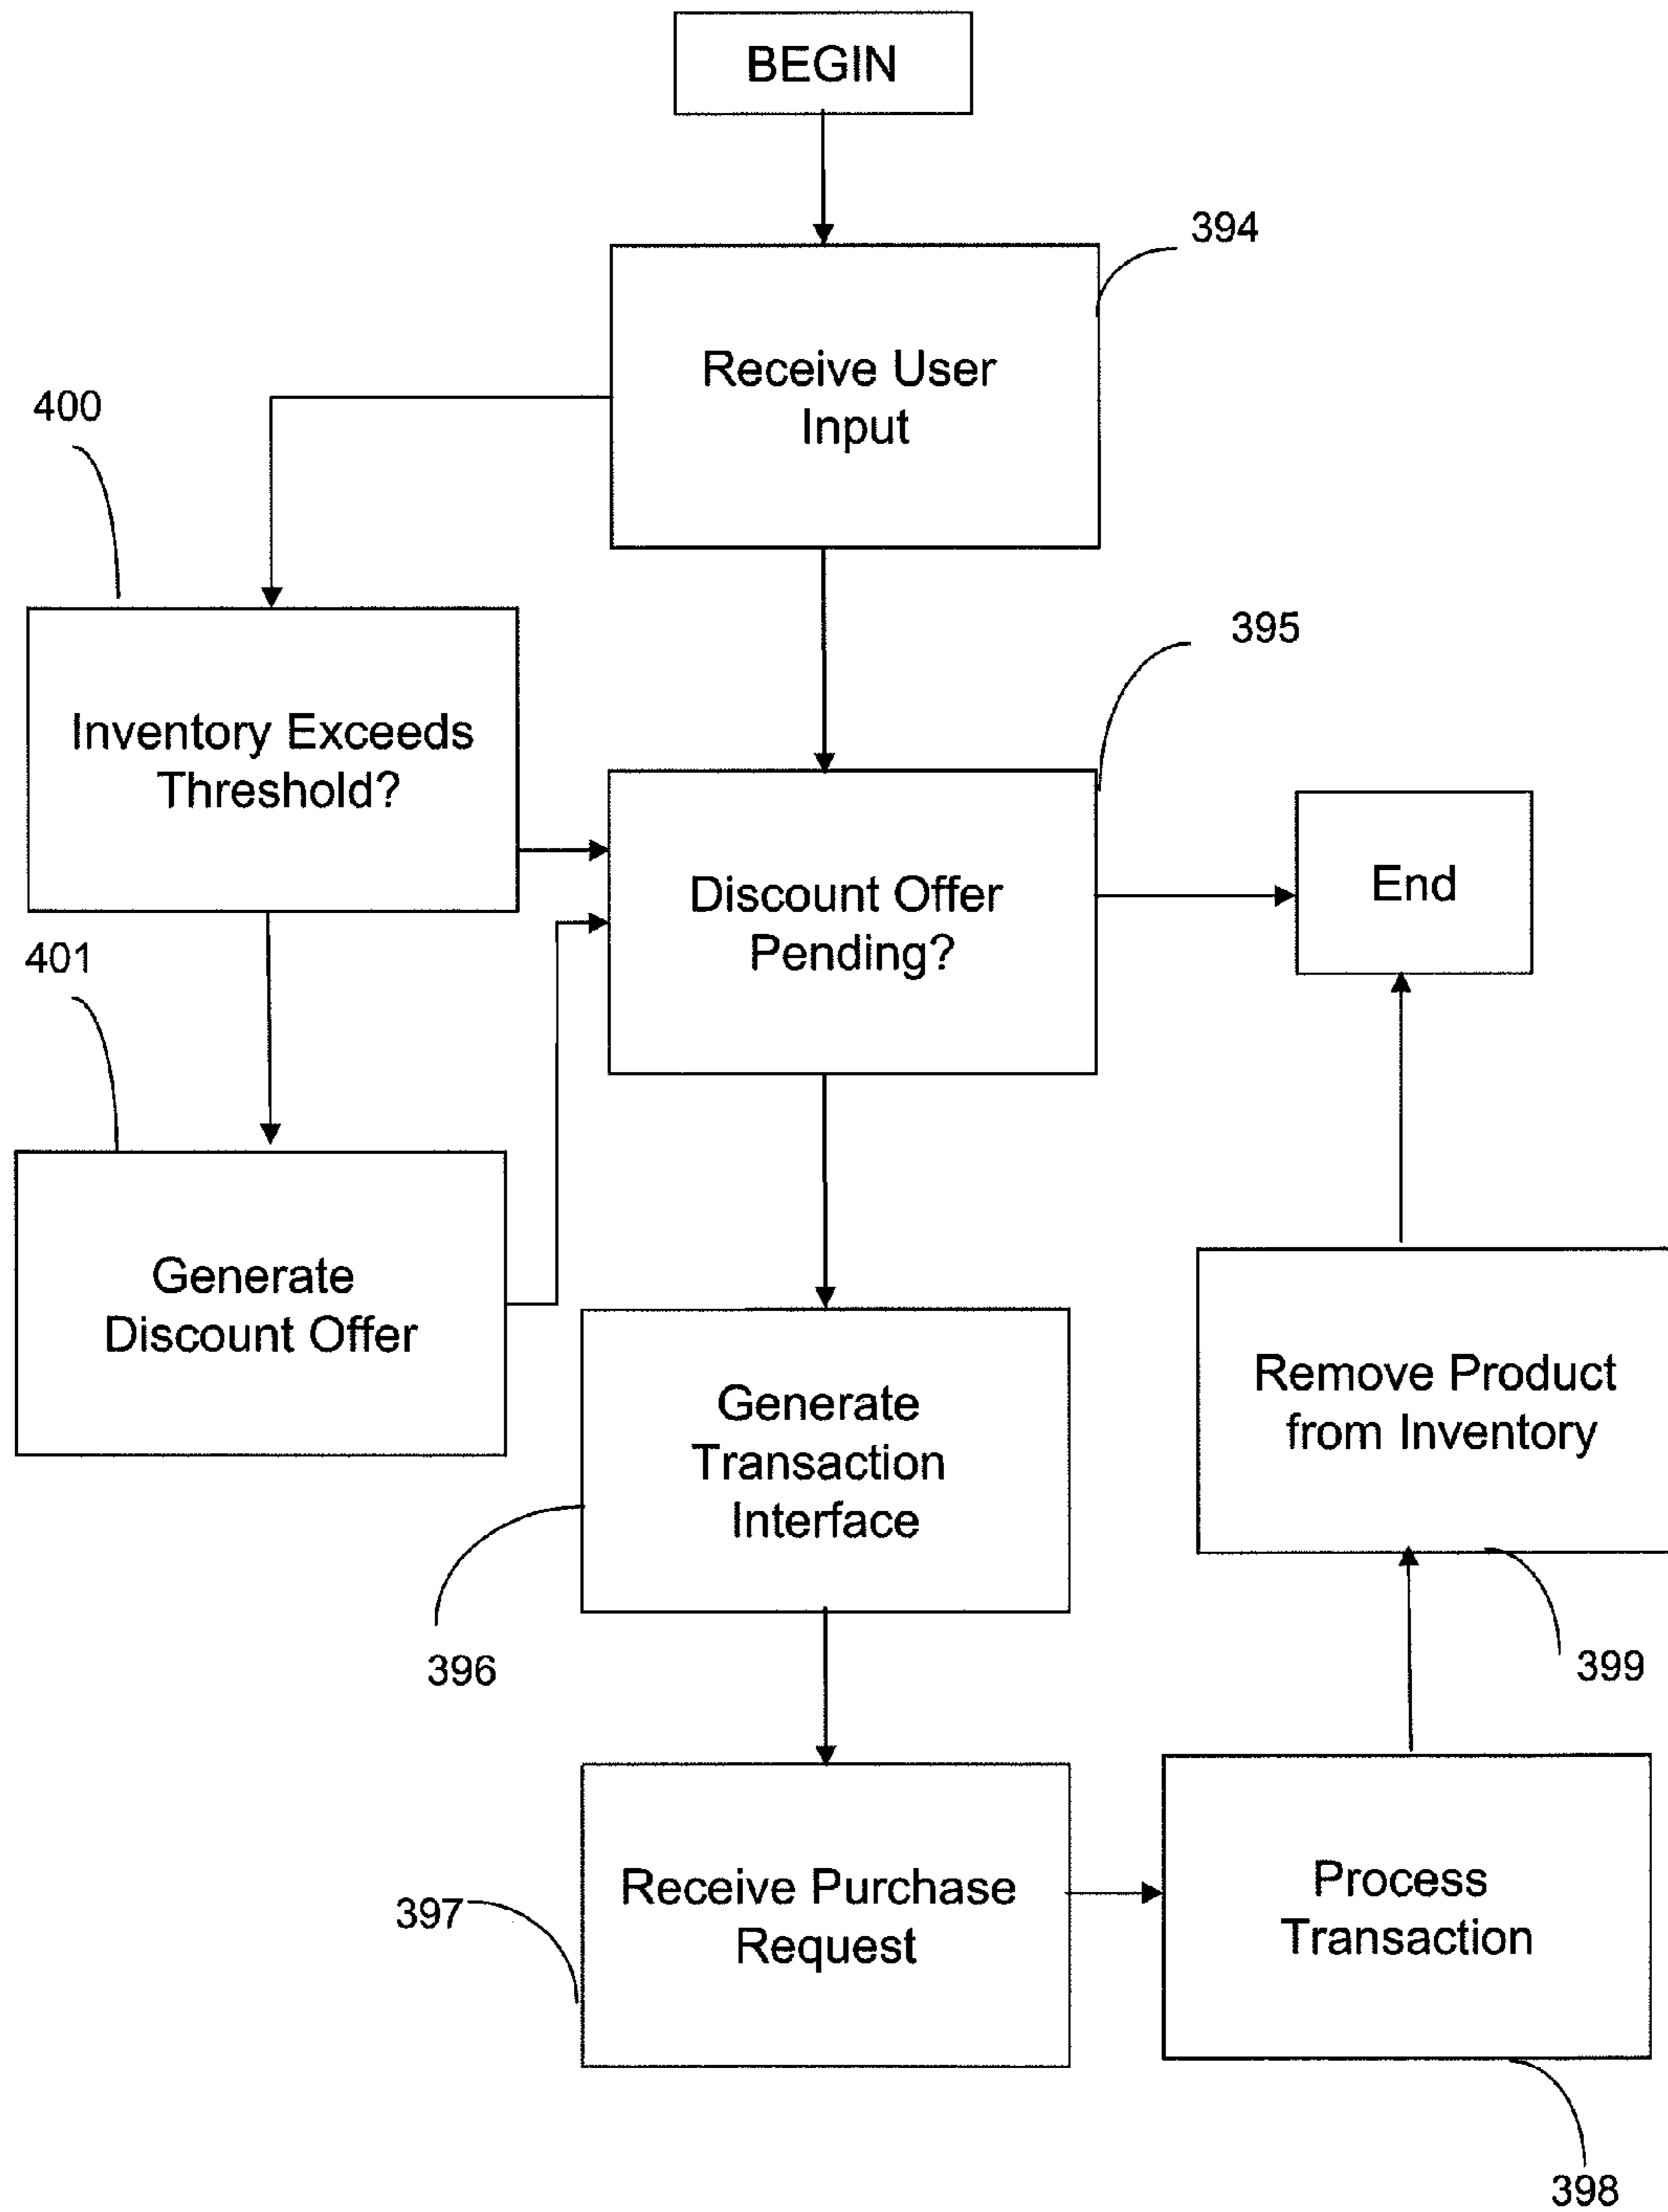 BEGIN
394
Receive User
Input
400
Inventory Exceeds
Threshold?
395
Discount Offer
Pending?
End
401
Generate
Discount Offer
Generate
Transaction
Interface
396
Remove Product
from Inventory
399
Receive Purchase
Request
397
Process
Transaction
398